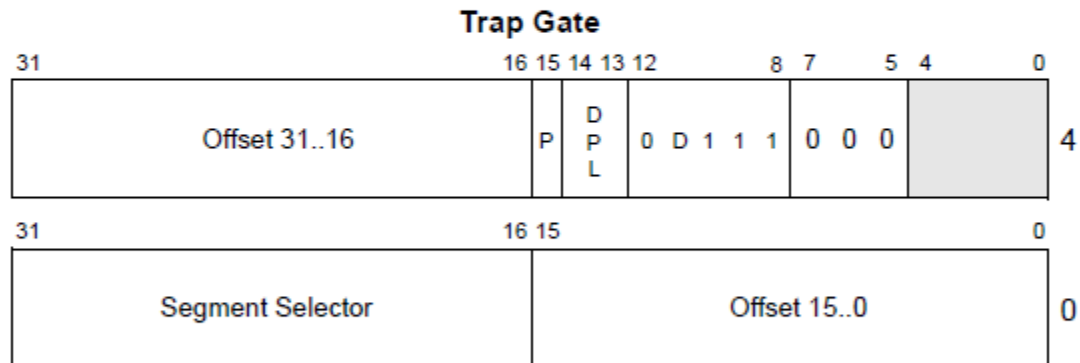 Trap Gate
31 16 15 14 13 12 8 7 5 4 0
Offset 31..16 P DPL 0 D 1 1 1 0 0 0 4
31 16 15 0
Segment Selector Offset 15..0 0